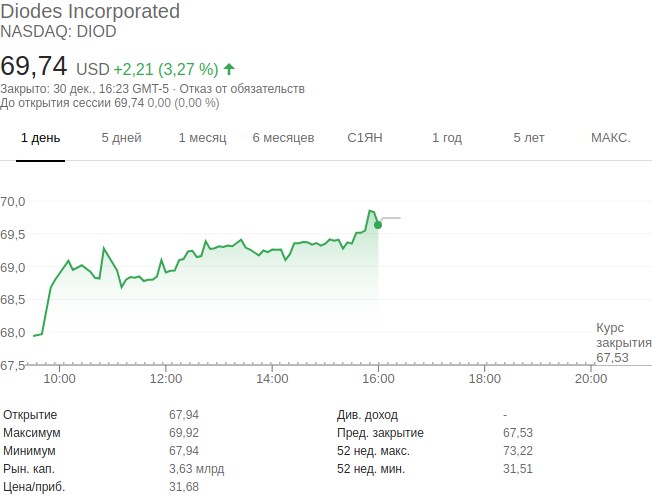 Diodes Incorporated
NASDAQ: DIOD
69,74 USD +2,21 (3,27 %)
Закрыто: 30 дек., 16:23 GMT-5 · Отказ от обязательств
До открытия сессии 69,74 0,00 (0,00 %)
1 день 5 дней 1 месяц 6 месяцев С1ЯН 1 год 5 лет МАКС.
70,0
69,5
69,0
68,5
68,0
67,5
Курс
закрытия
67,53
10:00 12:00 14:00 16:00 18:00 20:00
Открытие 67,94 Див. доход -
Максимум 69,92 Пред. закрытие 67,53
Минимум 67,94 52 нед. макс. 73,22
Рын. кап. 3,63 млрд 52 нед. мин. 31,51
Цена/приб. 31,68